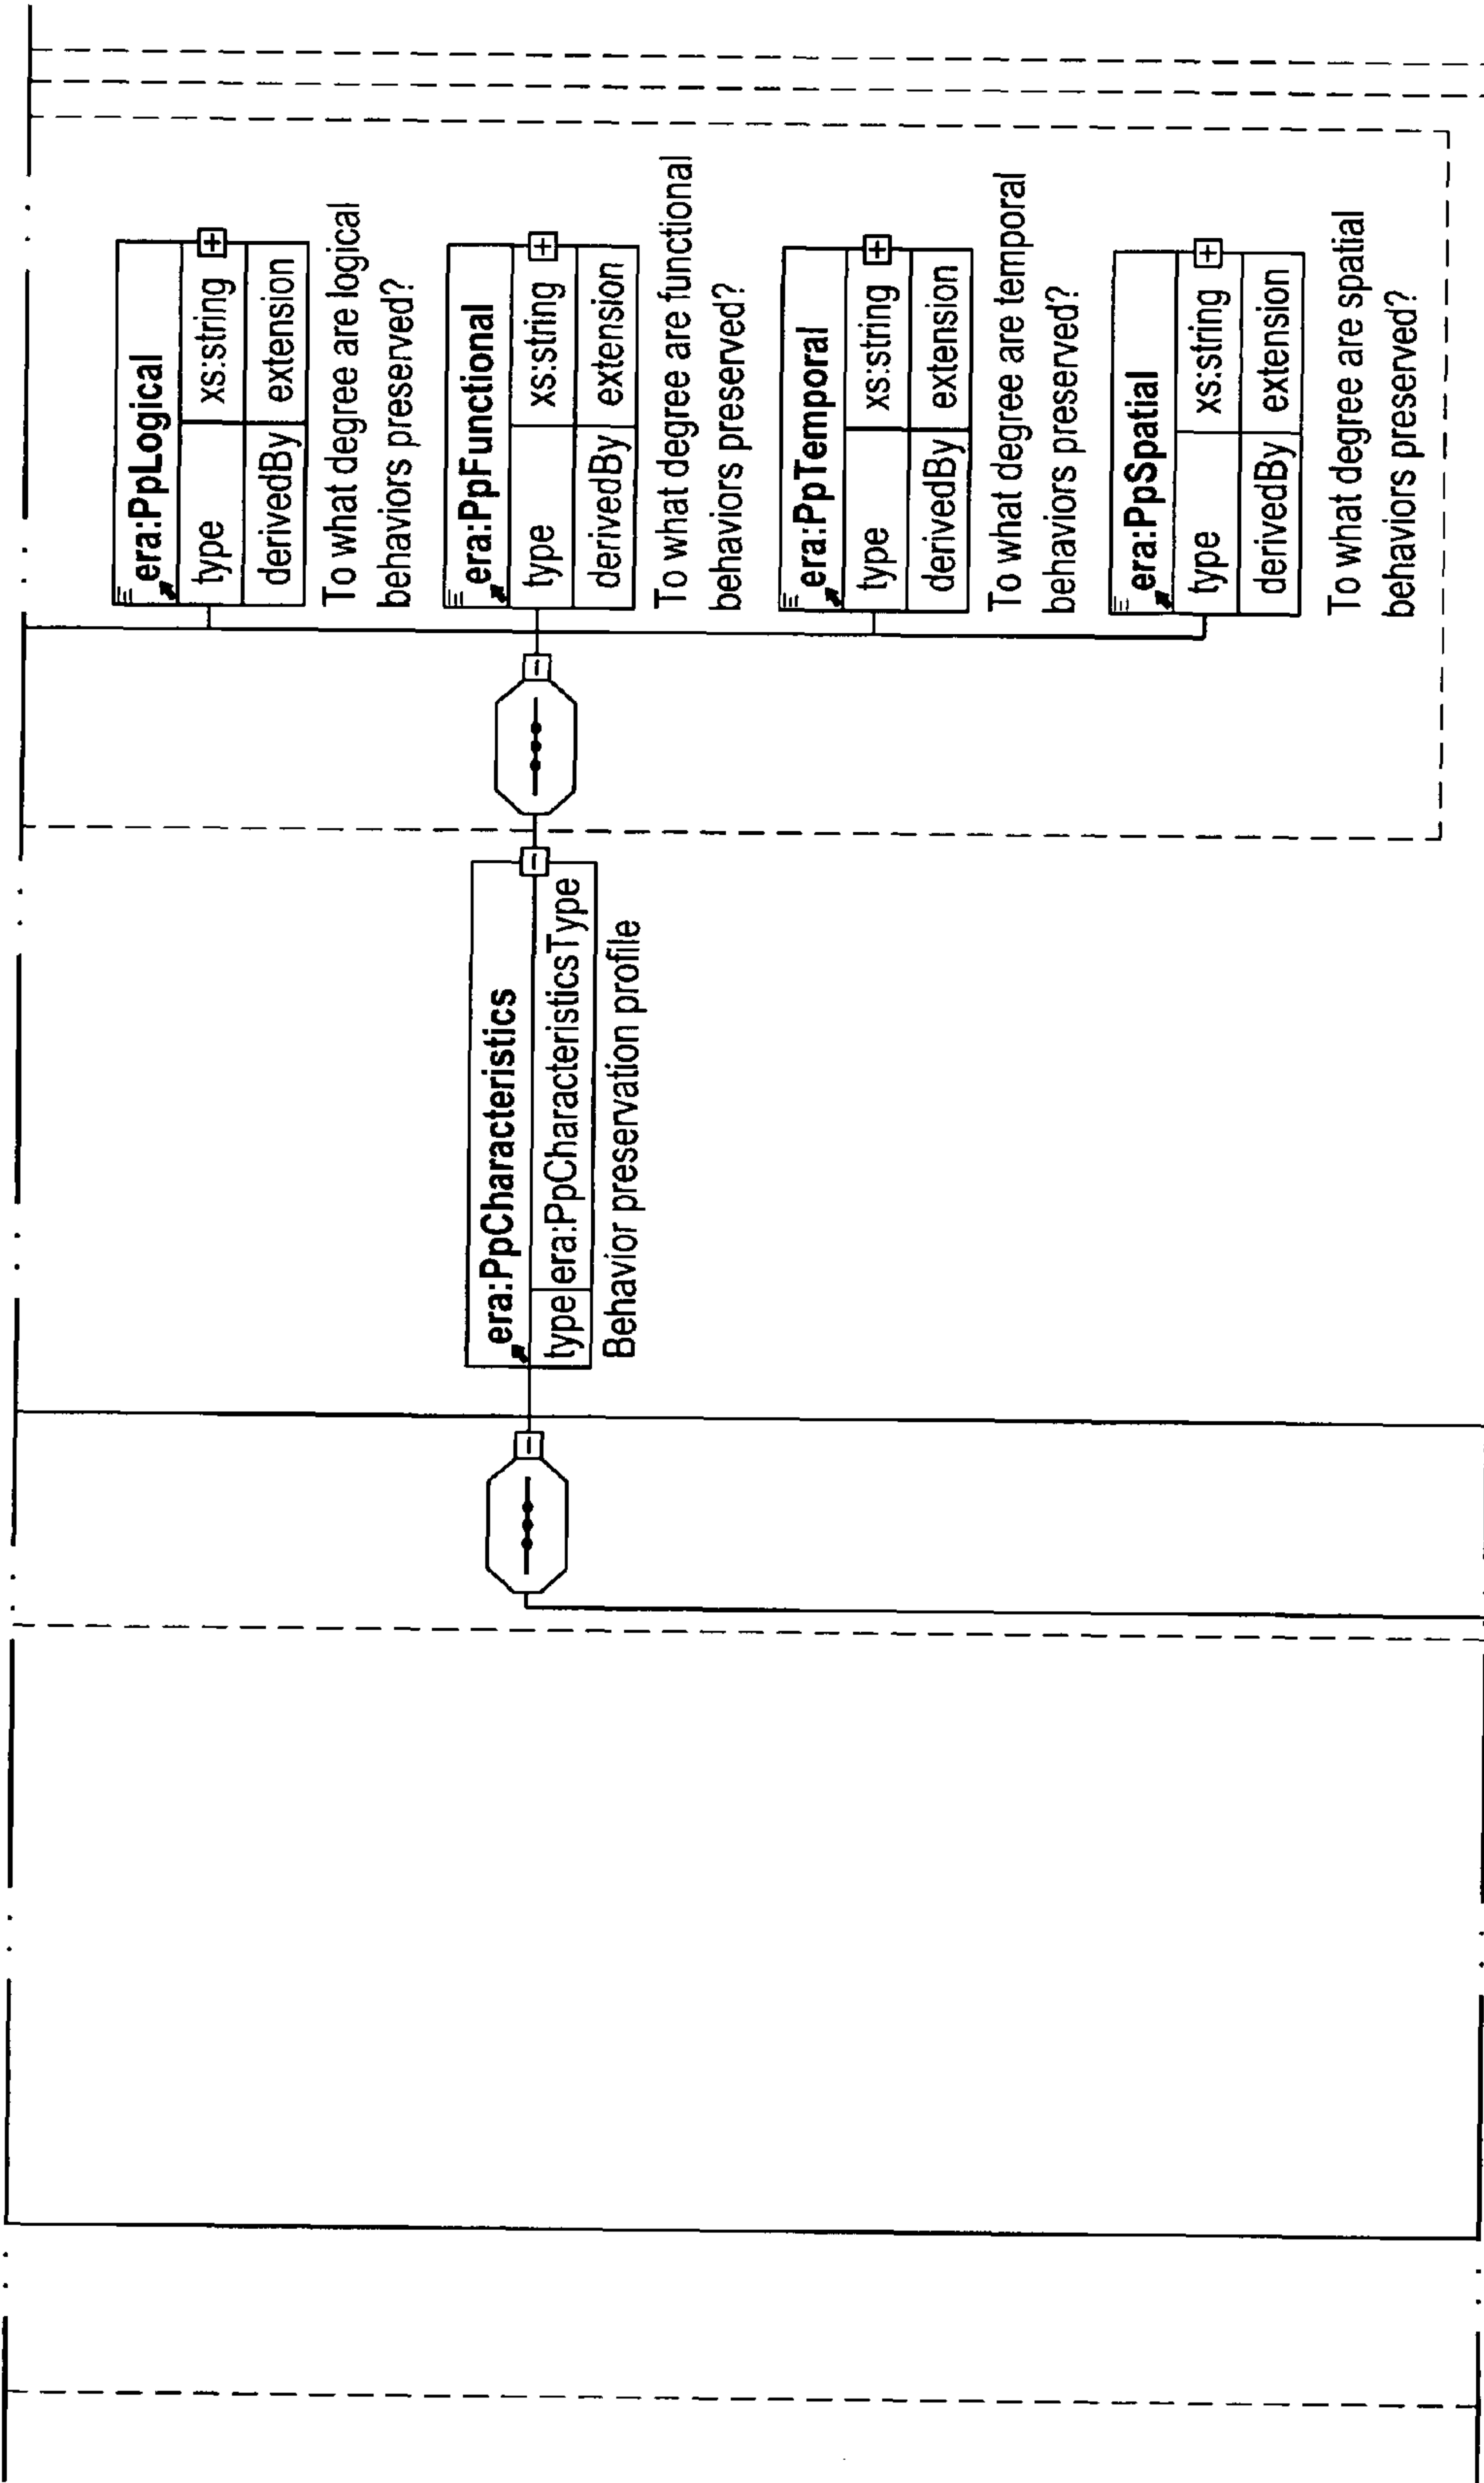 era:PpCharacteristics
type era:PpCharacteristicsType
Behavior preservation profile
era:PpLogical
type xs:string
derivedBy extension
To what degree are logical
behaviors preserved?
era:PpFunctional
type xs:string
derivedBy extension
To what degree are functional
behaviors preserved?
era:PpTemporal
type xs:string
derivedBy extension
To what degree are temporal
behaviors preserved?
era:PpSpatial
type xs:string
derivedBy extension
To what degree are spatial
behaviors preserved?